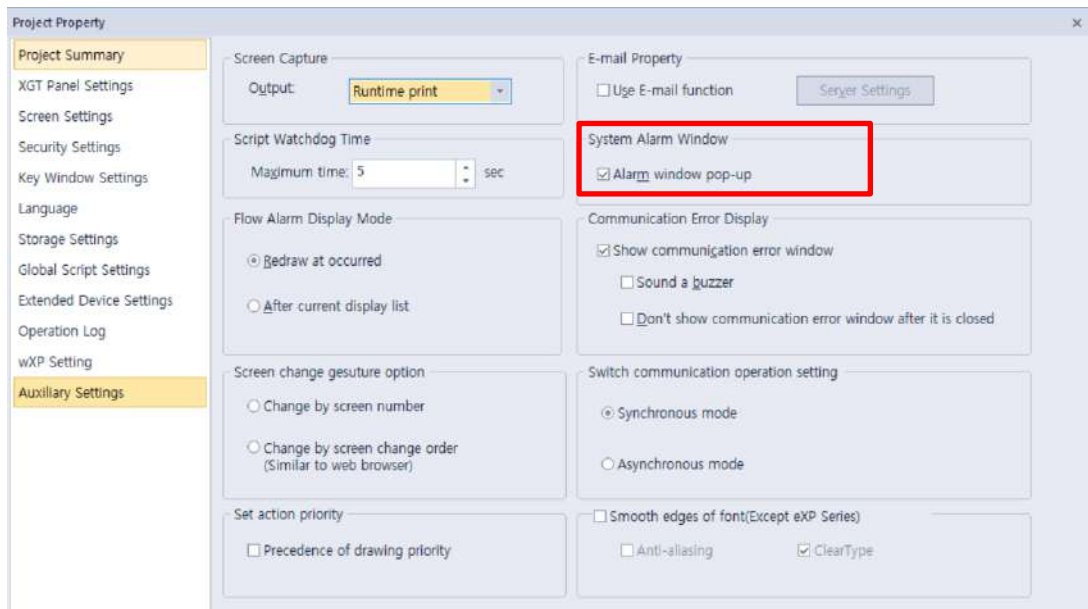 Project Property
Project Summary
XGT Panel Settings
Screen Settings
Security Settings
Key Window Settings
Language
Storage Settings
Global Script Settings
Extended Device Settings
Operation Log
wXP Setting
Auxiliary Settings
Screen Capture
Output: Runtime print
Script Watchdog Time
Maximum time: 5 sec
Flow Alarm Display Mode
Redraw at occurred
After current display list
Screen change gesuture option
Change by screen number
Change by screen change order
(Similar to web browser)
Set action priority
Precedence of drawing priority
E-mail Property
Use E-mail function Server Settings
System Alarm Window
Alarm window pop-up
Communication Error Display
Show communication error window
Sound a buzzer
Don't show communication error window after it is closed
Switch communication operation setting
Synchronous mode
Asynchronous mode
Smooth edges of font(Except eXP Series)
Anti-aliasing ClearType